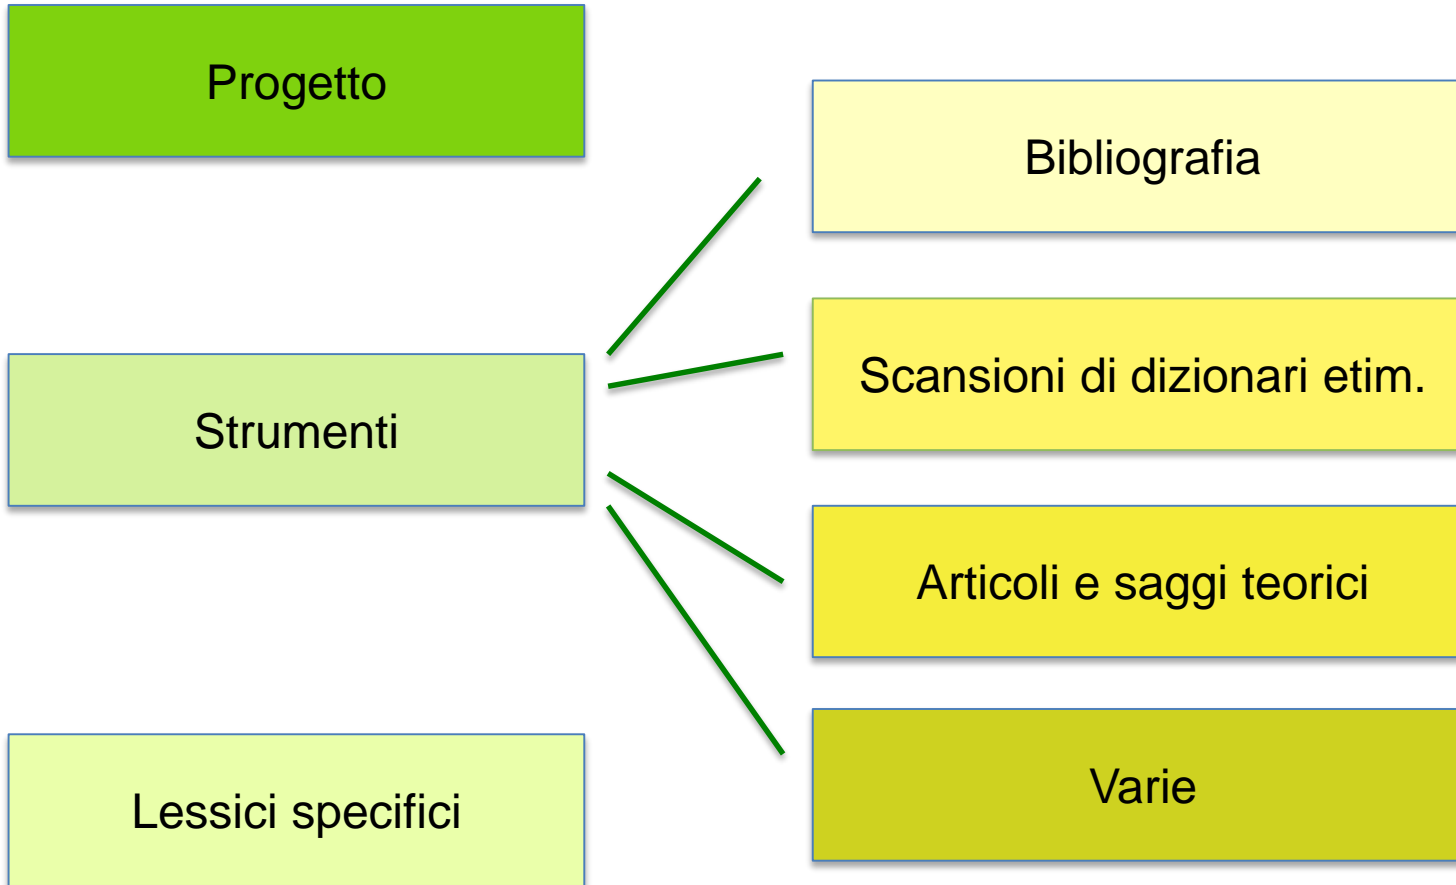 Progetto
Strumenti
Lessici specifici
Bibliografia
Scansioni di dizionari etim.
Articoli e saggi teorici
Varie